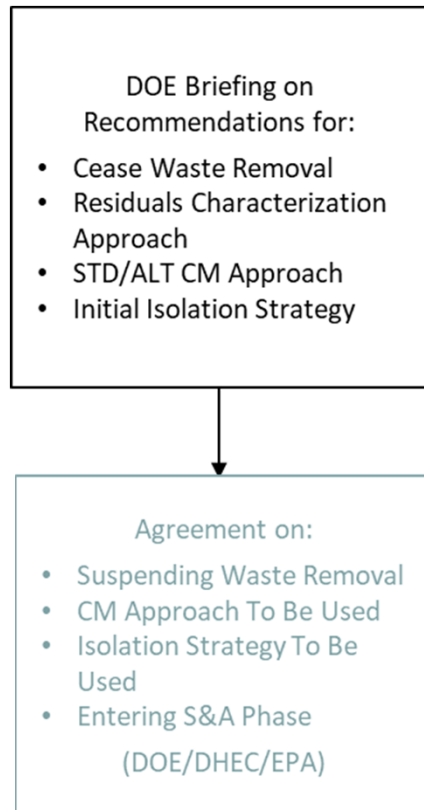 DOE Briefing on
Recommendations for:
• Cease Waste Removal
• Residuals Characterization
Approach
• STD/ALT CM Approach
• Initial Isolation Strategy
Agreement on:
• Suspending Waste Removal
• CM Approach To Be Used
• Isolation Strategy To Be
Used
• Entering S&A Phase
(DOE/DHEC/EPA)